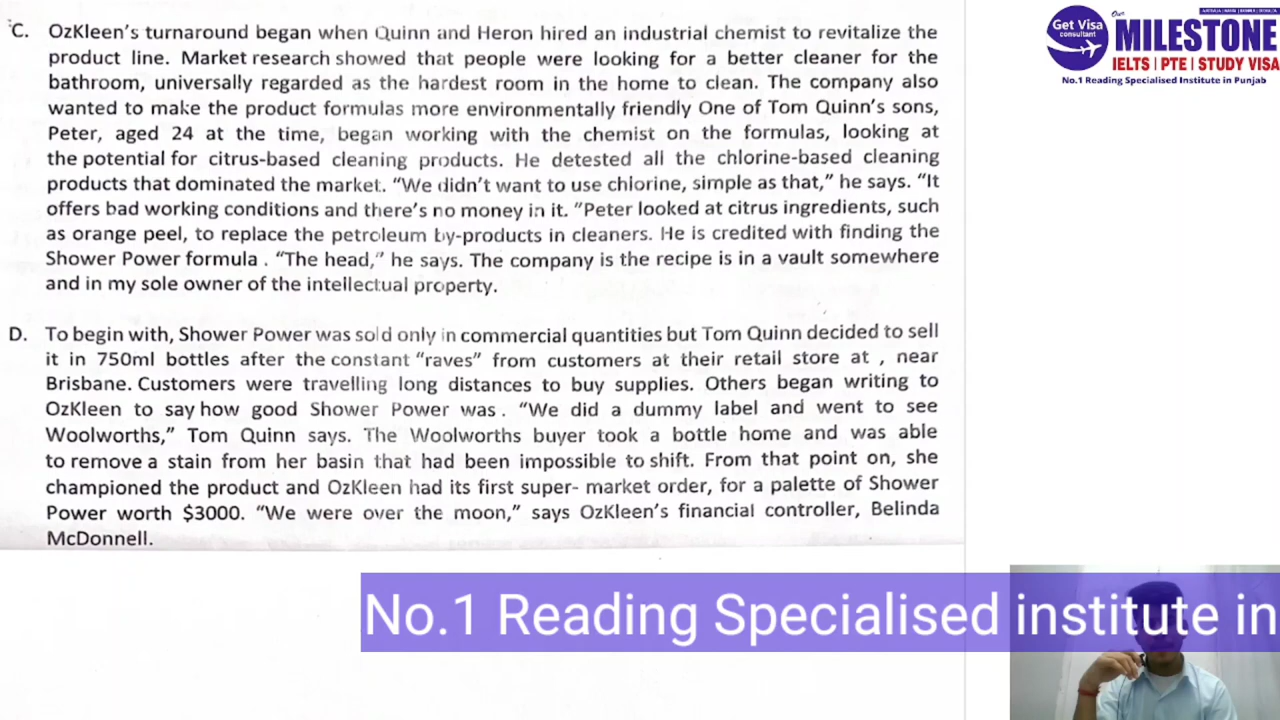 C. OzKleen's turnaround began when Quinn and Heron hired an industrial chemist to revitalize the
product line. Market research showed that people were looking for a better cleaner for the
bathroom, universally regarded as the hardest room in the home to clean. The company also
wanted to make the product formulas more environmentally friendly One of Tom Quinn's sons,
Peter, aged 24 at the time, began working with the chemist on the formulas, looking at
the potential for citrus-based cleaning products. He detested all the chlorine-based cleaning
products that dominated the market. "We didn't want to use chlorine, simple as that," he says. "It
offers bad working conditions and there's no money in it. "Peter looked at citrus ingredients, such
as orange peel, to replace the petroleum by-products in cleaners. He is credited with finding the
Shower Power formula . "The head," he says. The company is the recipe is in a vault somewhere
and in my sole owner of the intellectual property.
D. To begin with, Shower Power was sold only in commercial quantities but Tom Quinn decided to sell
it in 750ml bottles after the constant "raves" from customers at their retail store at , near
Brisbane. Customers were travelling long distances to buy supplies. Others began writing to
OzKleen to say how good Shower Power was . "We did a dummy label and went to see
Woolworths," Tom Quinn says. The Woolworths buyer took a bottle home and was able
to remove a stain from her basin that had been impossible to shift. From that point on, she
championed the product and OzKleen had its first super- market order, for a palette of Shower
Power worth $3000. "We were over the moon," says OzKleen's financial controller, Belinda
McDonnell.
Get Visa
consultant
Our
MILESTONE
IELTS | PTE | STUDY VISA
No.1 Reading Specialised Institute in Punjab
No.1 Reading Specialised institute in